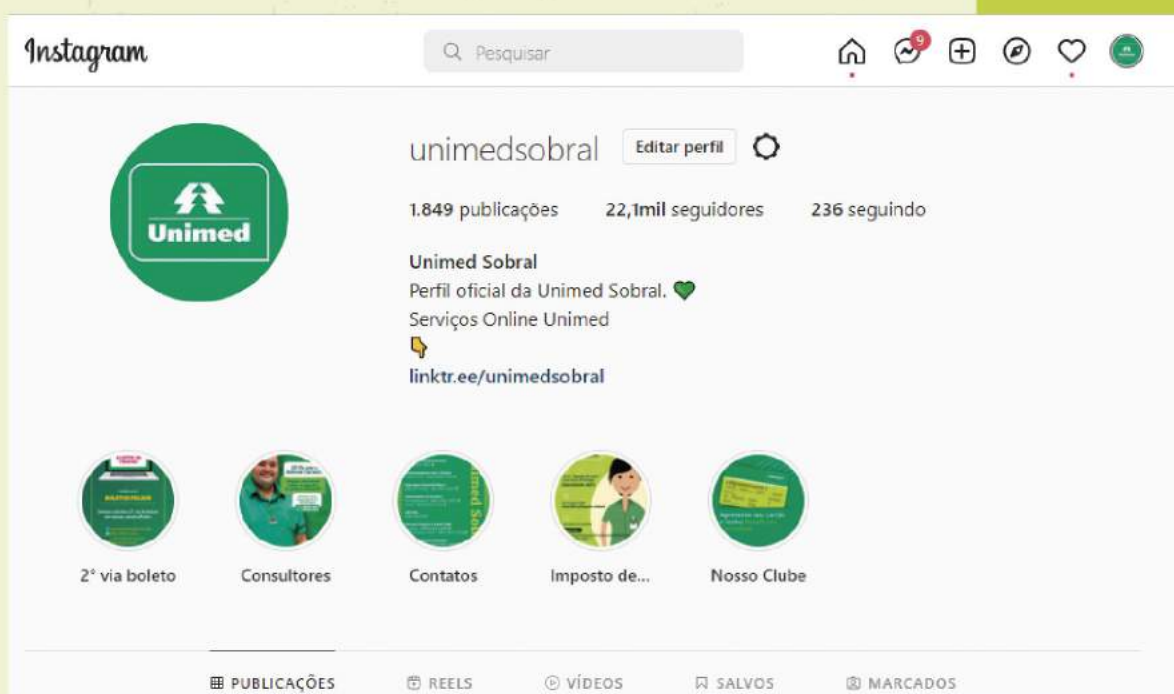 Instagram
Pesquisar
9
unimedsobral Editar perfil
1.849 publicações 22,1mil seguidores 236 seguindo
Unimed
Unimed Sobral
Perfil oficial da Unimed Sobral. 💚
Serviços Online Unimed
👇
linktr.ee/unimedsobral
2° via boleto Consultores Contatos Imposto de... Nosso Clube
PUBLICAÇÕES REELS VÍDEOS SALVOS MARCADOS